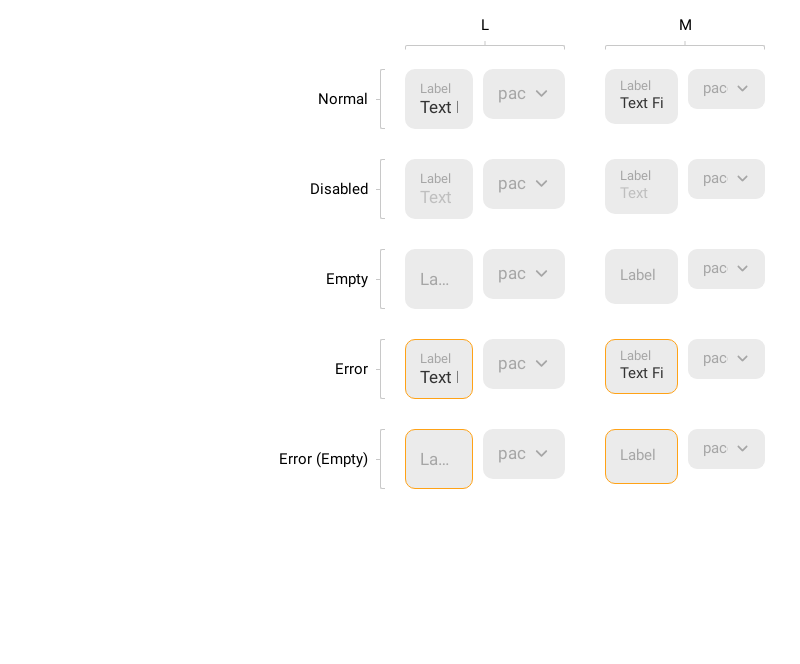 L M
Normal
Label pac Label pac
Text Text Fi
Disabled
Label pac Label pac
Text Text
Empty
La... pac Label pac
Error
Label pac Label pac
Text Text Fi
Error (Empty)
La... pac Label pac